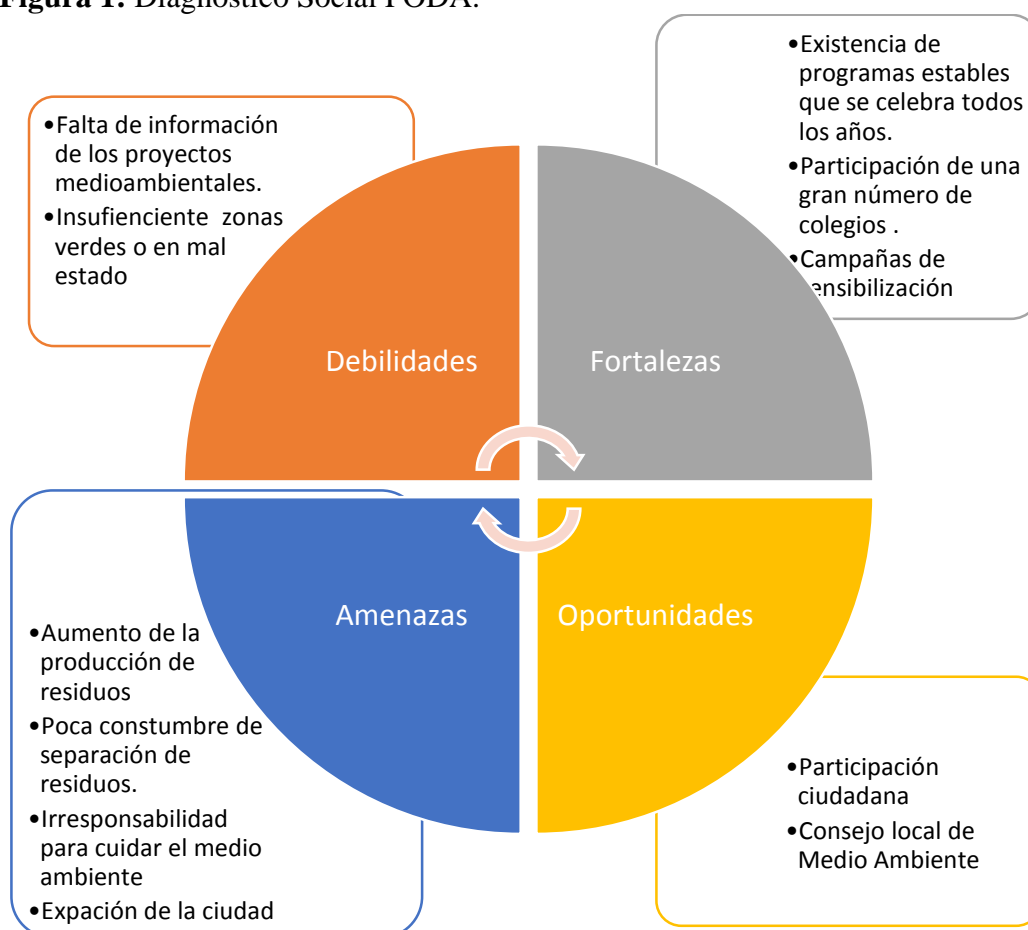 Figura 1: Diagnóstico Social FODA.
•Falta de información
de los proyectos
medioambientales.
•Insufienciente zonas
verdes o en mal
estado
•Existencia de
programas estables
que se celebra todos
los años.
•Participación de una
gran número de
colegios .
•Campañas de
sensibilización
Debilidades
Fortalezas
Amenazas
Oportunidades
•Aumento de la
producción de
residuos
•Poca constumbre de
separación de
residuos.
•Irresponsabilidad
para cuidar el medio
ambiente
•Expación de la ciudad
•Participación
ciudadana
•Consejo local de
Medio Ambiente